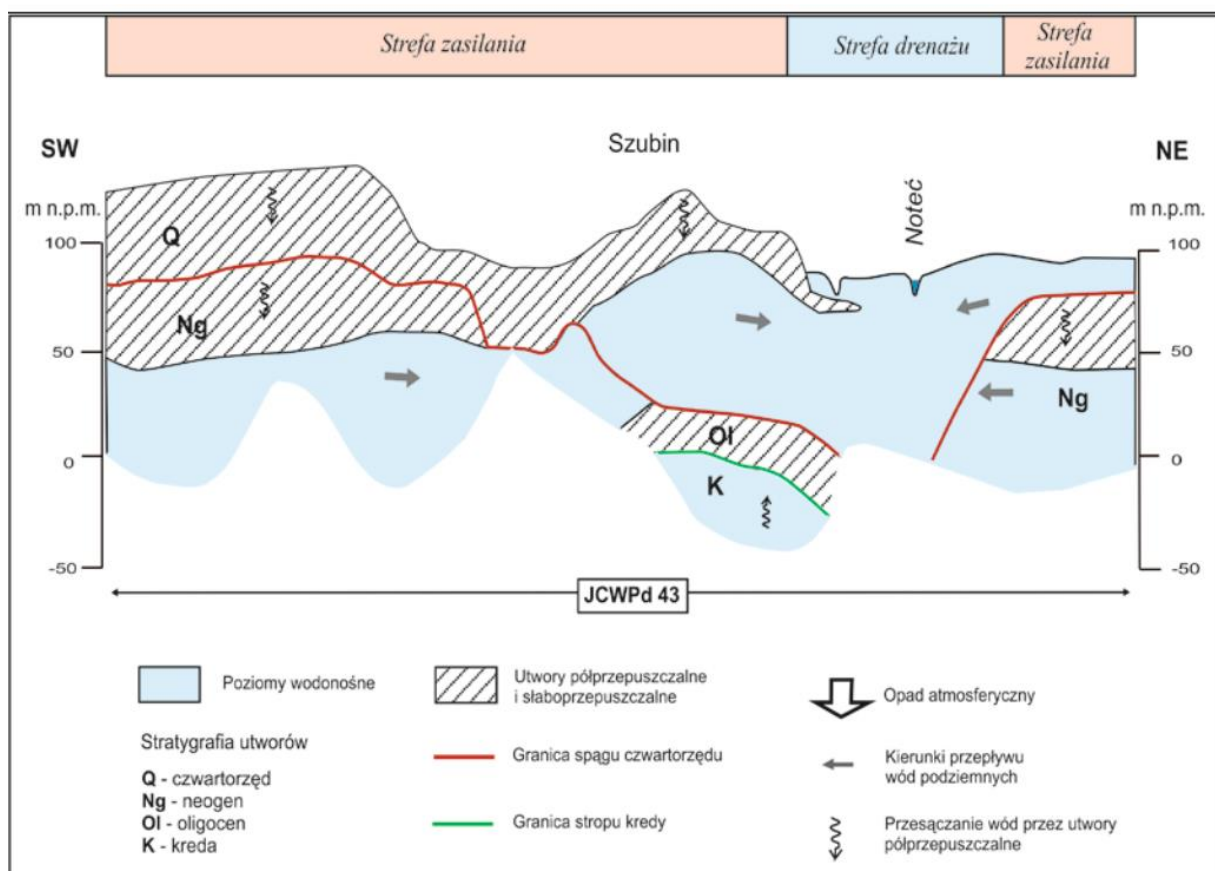 Strefa zasilania
Strefa drenażu
Strefa
zasilania
SW
Szubin
NE
m n.p.m.
Noteć
m n.p.m.
100
Q
100
Ng
50
50
Ng
Ol
0
0
K
-50
-50
JCWPd 43
Poziomy wodonośne
Utwory półprzepuszczalne
i słaboprzepuszczalne
Opad atmosferyczny
Stratygrafia utworów
Q - czwartorzęd
Ng - neogen
Ol - oligocen
K - kreda
Granica spągu czwartorzędu
Granica stropu kredy
Kierunki przepływu
wód podziemnych
Przesączanie wód przez utwory
półprzepuszczalne